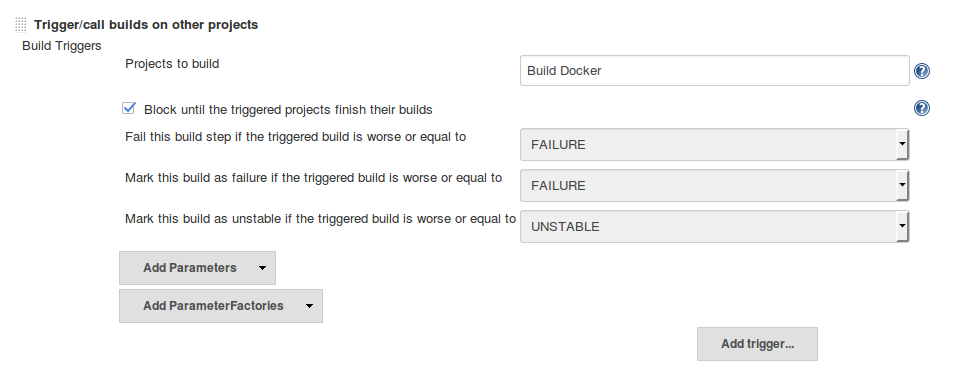 Trigger/call builds on other projects
Build Triggers
Projects to build
Build Docker
Block until the triggered projects finish their builds
Fail this build step if the triggered build is worse or equal to
FAILURE
Mark this build as failure if the triggered build is worse or equal to
FAILURE
Mark this build as unstable if the triggered build is worse or equal to
UNSTABLE
Add Parameters
Add ParameterFactories
Add trigger...